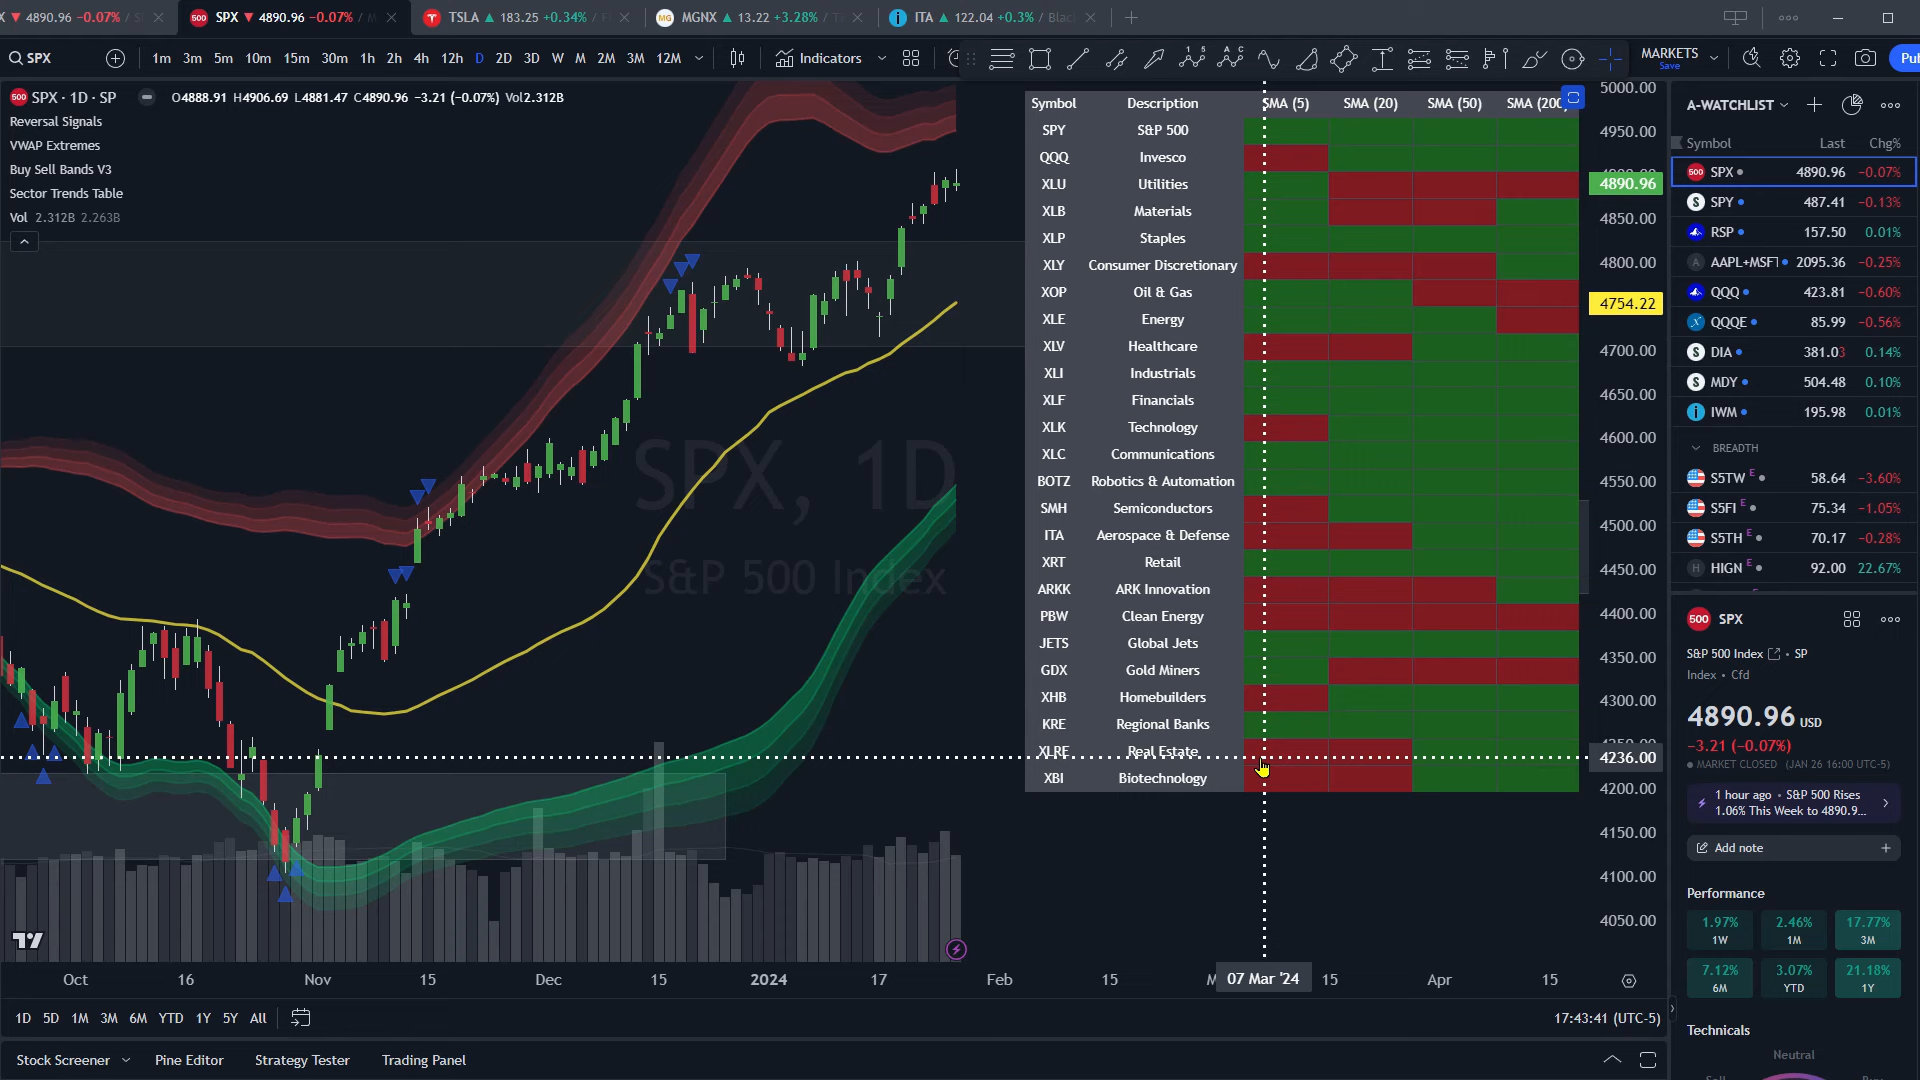 4890.96 −0.07% /
500 SPX ▼ 4890.96 −0.07% / M
TSLA ▲ 183.25 +0.34% /
MG MGNX ▲ 13.22 +3.28% /
ITA ▲ 122.04 +0.3% / Blac
SPX
1m 3m 5m 10m 15m 30m 1h 2h 4h 12h D 2D 3D W M 2M 3M 12M
Indicators
MARKETS
Save
Pu
500 SPX · 1D · SP O4888.91 H4906.69 L4881.47 C4890.96 −3.21 (−0.07%) Vol2.312B
Reversal Signals
VWAP Extremes
Buy Sell Bands V3
Sector Trends Table
Vol 2.312B 2.263B
SPX, 1D
S&P 500 Index
Symbol Description SMA (5) SMA (20) SMA (50) SMA (200)
SPY S&P 500
QQQ Invesco
XLU Utilities
XLB Materials
XLP Staples
XLY Consumer Discretionary
XOP Oil & Gas
XLE Energy
XLV Healthcare
XLI Industrials
XLF Financials
XLK Technology
XLC Communications
BOTZ Robotics & Automation
SMH Semiconductors
ITA Aerospace & Defense
XRT Retail
ARKK ARK Innovation
PBW Clean Energy
JETS Global Jets
GDX Gold Miners
XHB Homebuilders
KRE Regional Banks
XLRE Real Estate
XBI Biotechnology
5000.00
4950.00
4890.96
4850.00
4800.00
4754.22
4700.00
4650.00
4600.00
4550.00
4500.00
4450.00
4400.00
4350.00
4300.00
4236.00
4200.00
4150.00
4100.00
4050.00
Oct 16 Nov 15 Dec 15 2024 17 Feb 15 M 07 Mar '24 15 Apr 15
1D 5D 1M 3M 6M YTD 1Y 5Y All
17:43:41 (UTC-5)
Stock Screener Pine Editor Strategy Tester Trading Panel
A-WATCHLIST
Symbol Last Chg%
500 SPX 4890.96 −0.07%
SPY 487.41 −0.13%
RSP 157.50 0.01%
AAPL+MSFT 2095.36 −0.25%
QQQ 423.81 −0.60%
QQQE 85.99 −0.56%
DIA 381.03 0.14%
MDY 504.48 0.10%
IWM 195.98 0.01%
BREADTH
S5TW E 58.64 −3.60%
S5FI E 75.34 −1.05%
S5TH E 70.17 −0.28%
H HIGN E 92.00 22.67%
500 SPX
S&P 500 Index • SP
Index • Cfd
4890.96 USD
−3.21 (−0.07%)
MARKET CLOSED (JAN 26 16:00 UTC-5)
1 hour ago • S&P 500 Rises
1.06% This Week to 4890.9...
Add note
Performance
1.97% 2.46% 17.77%
1W 1M 3M
7.12% 3.07% 21.18%
6M YTD 1Y
Technicals
Neutral